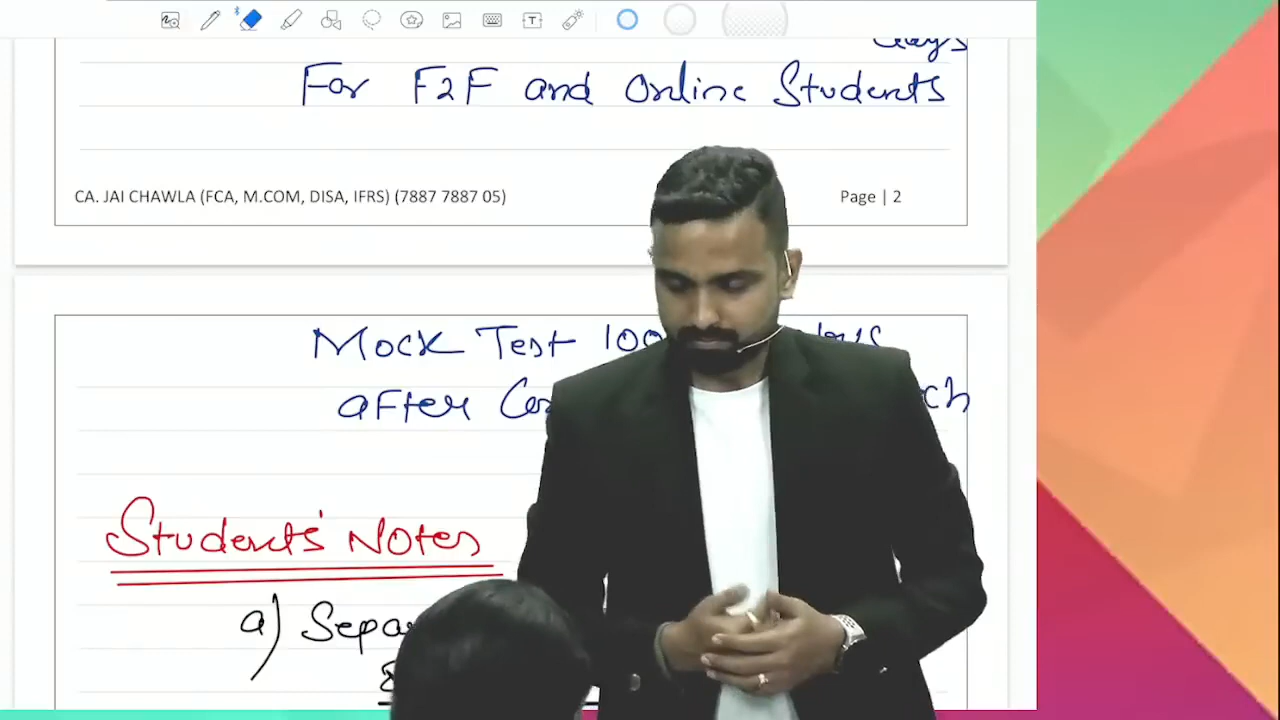 For F2F and Online Students
CA. JAI CHAWLA (FCA, M.COM, DISA, IFRS) (7887 7887 05)
Page | 2
Mock Test 100
after
Students' Notes
a)